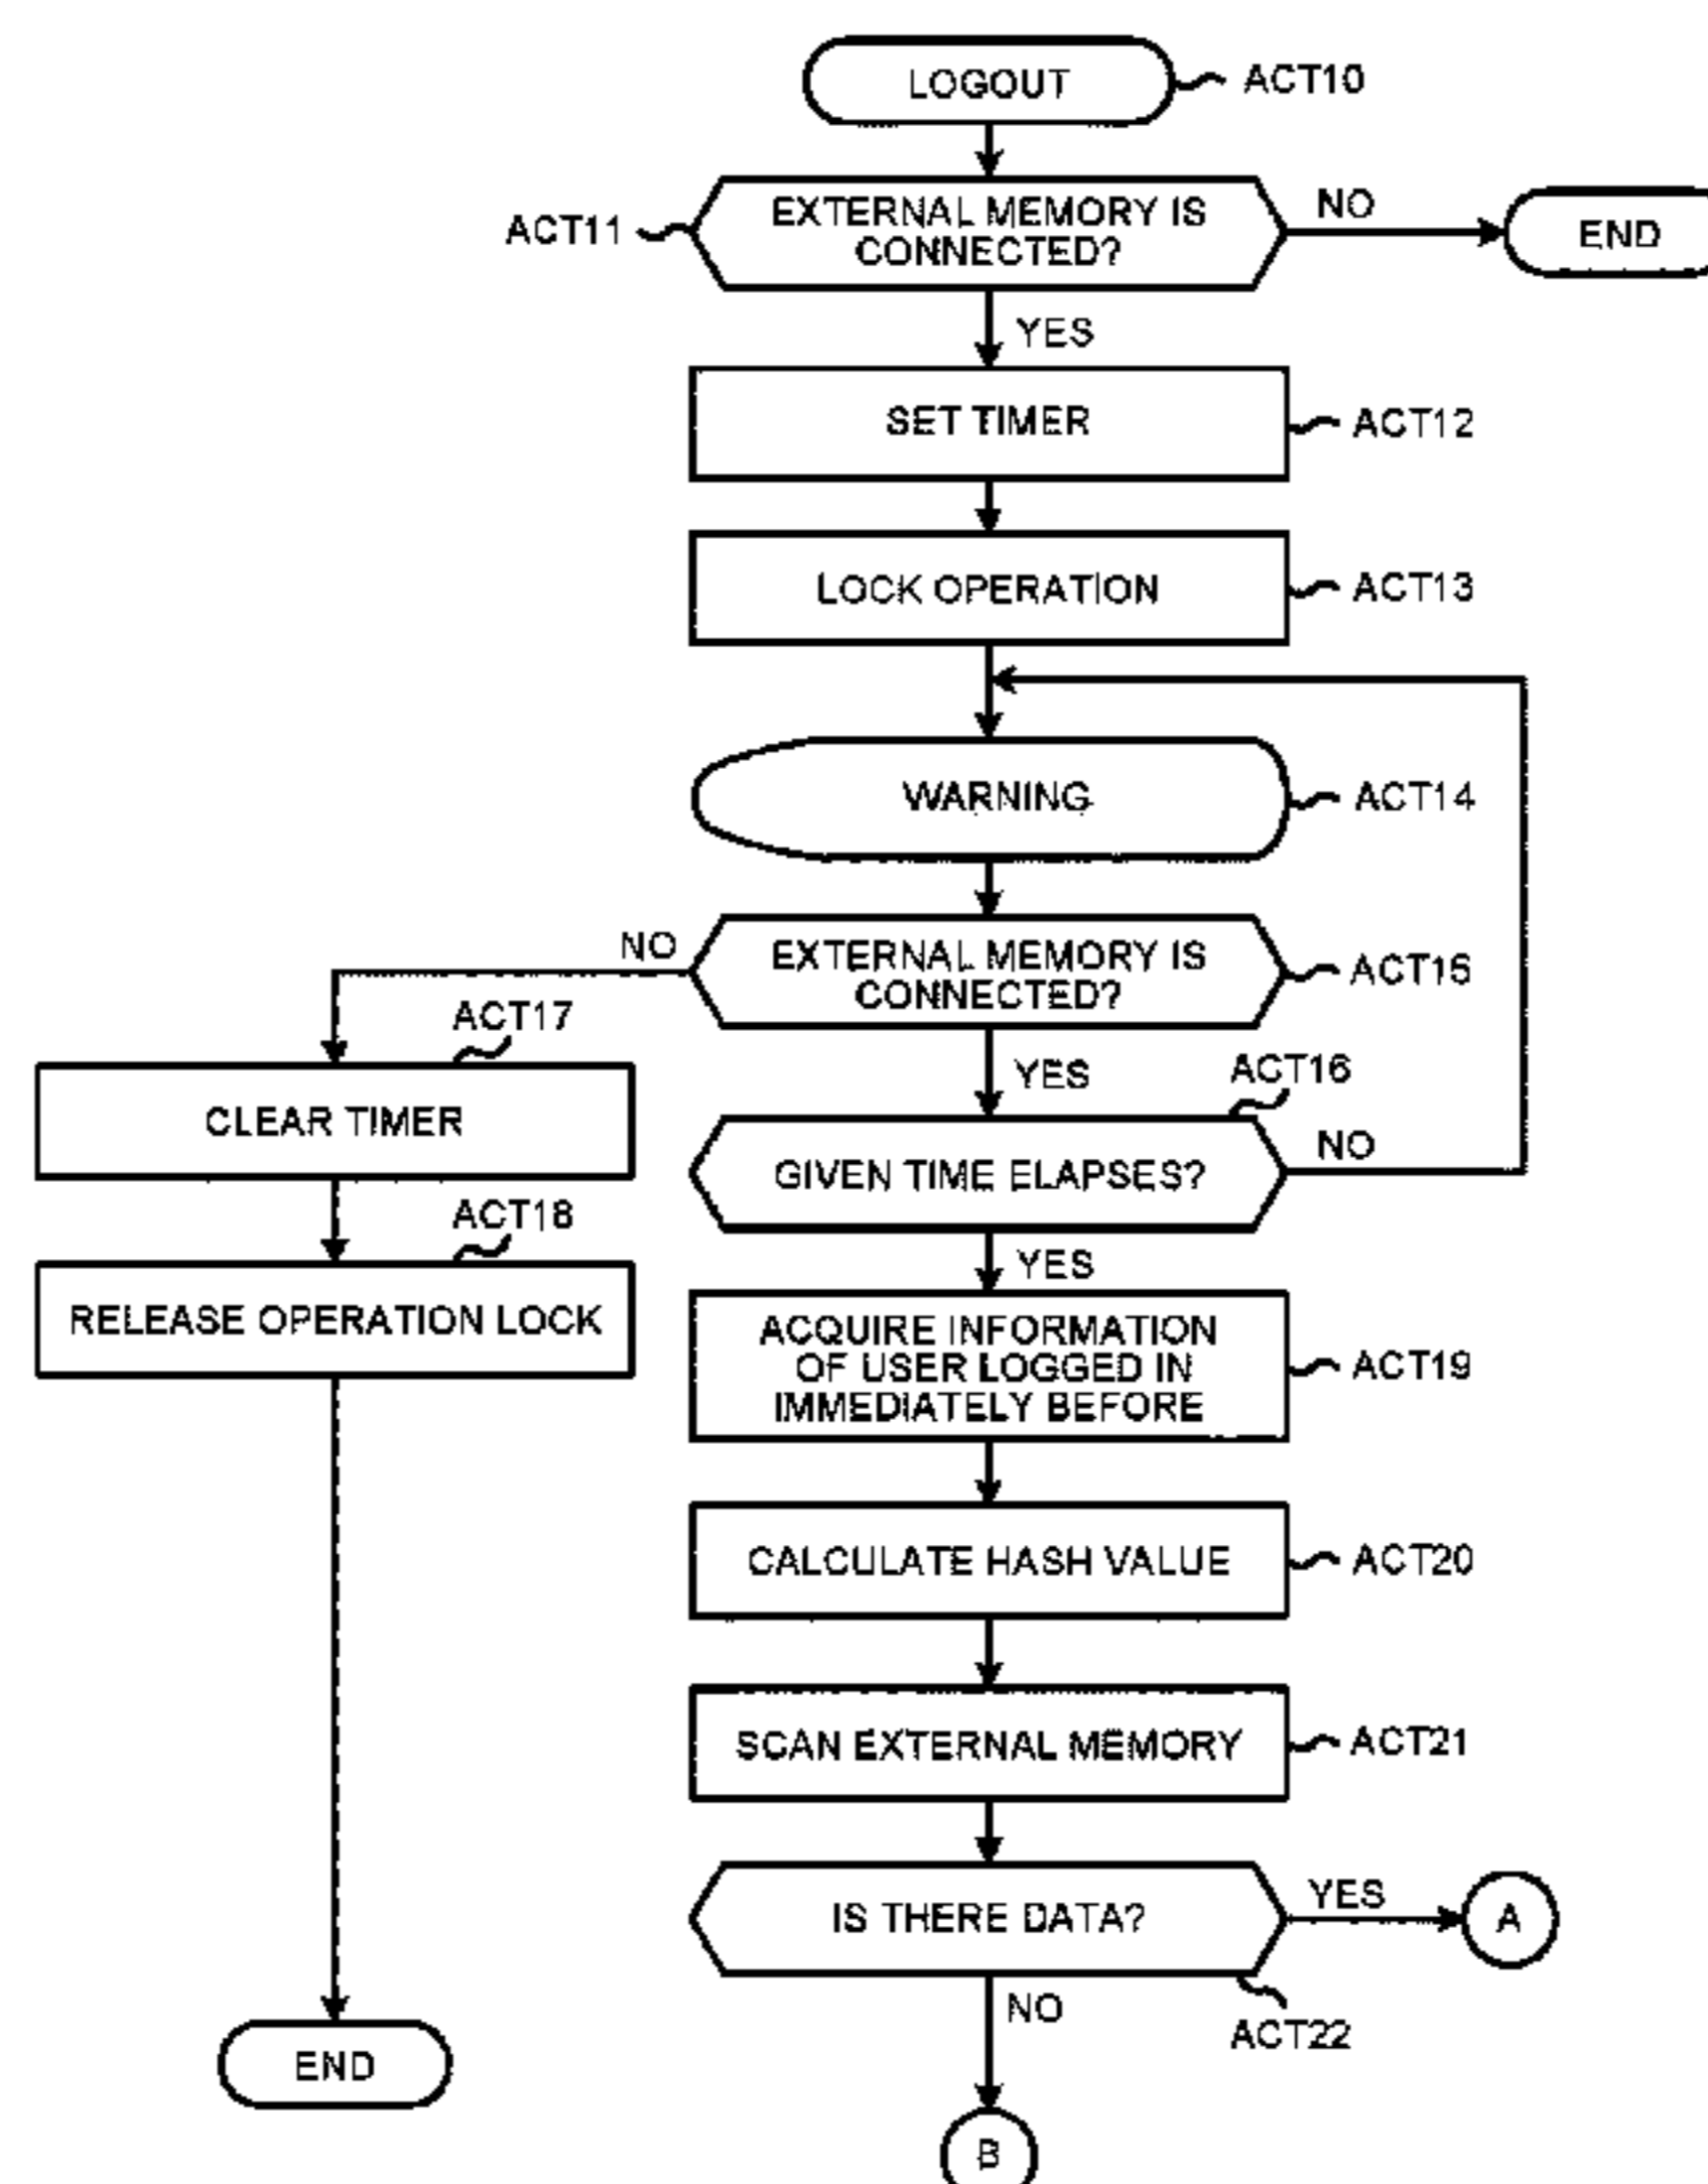 LOGOUT
ACT10
ACT11
EXTERNAL MEMORY IS
CONNECTED?
NO
END
YES
SET TIMER
ACT12
LOCK OPERATION
ACT13
WARNING
ACT14
NO
EXTERNAL MEMORY IS
CONNECTED?
ACT15
ACT17
YES
ACT16
CLEAR TIMER
GIVEN TIME ELAPSES?
NO
ACT18
YES
RELEASE OPERATION LOCK
ACQUIRE INFORMATION
OF USER LOGGED IN
IMMEDIATELY BEFORE
ACT19
CALCULATE HASH VALUE
ACT20
SCAN EXTERNAL MEMORY
ACT21
IS THERE DATA?
YES
A
NO
ACT22
END
B